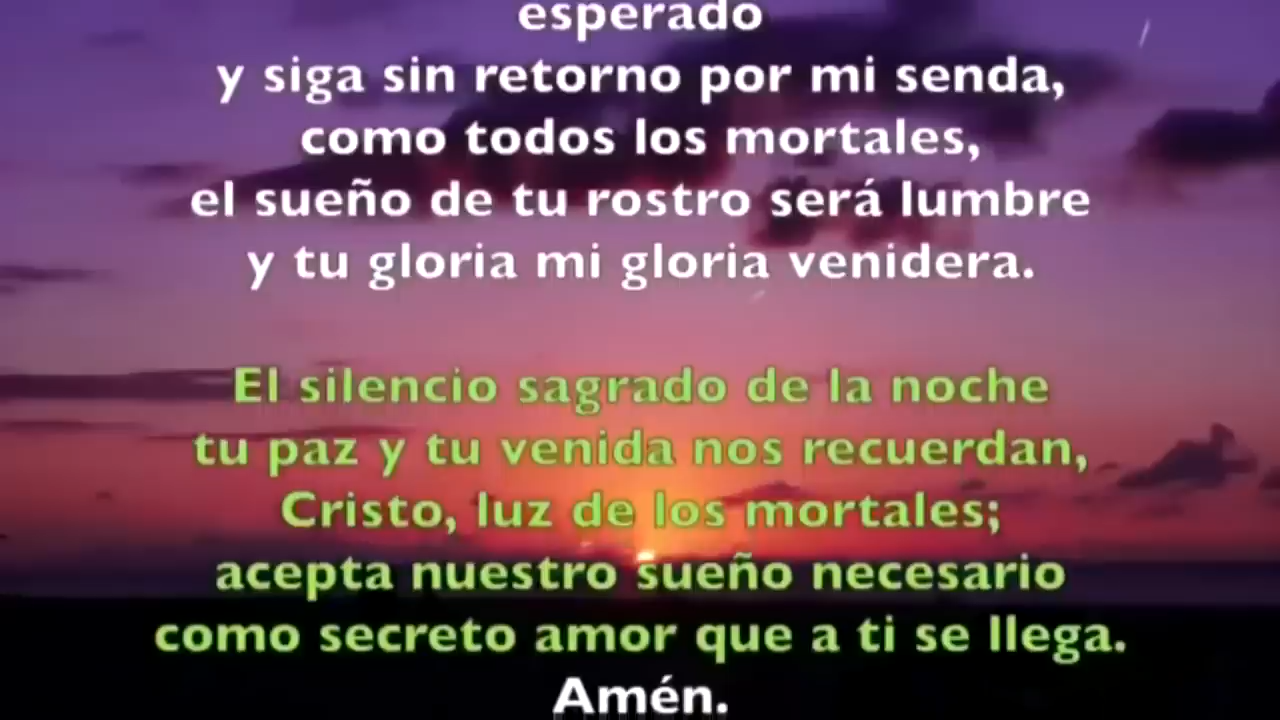 esperado
y siga sin retorno por mi senda,
como todos los mortales,
el sueño de tu rostro será lumbre
y tu gloria mi gloria venidera.
El silencio sagrado de la noche
tu paz y tu venida nos recuerdan,
Cristo, luz de los mortales;
acepta nuestro sueño necesario
como secreto amor que a ti se llega.
Amén.